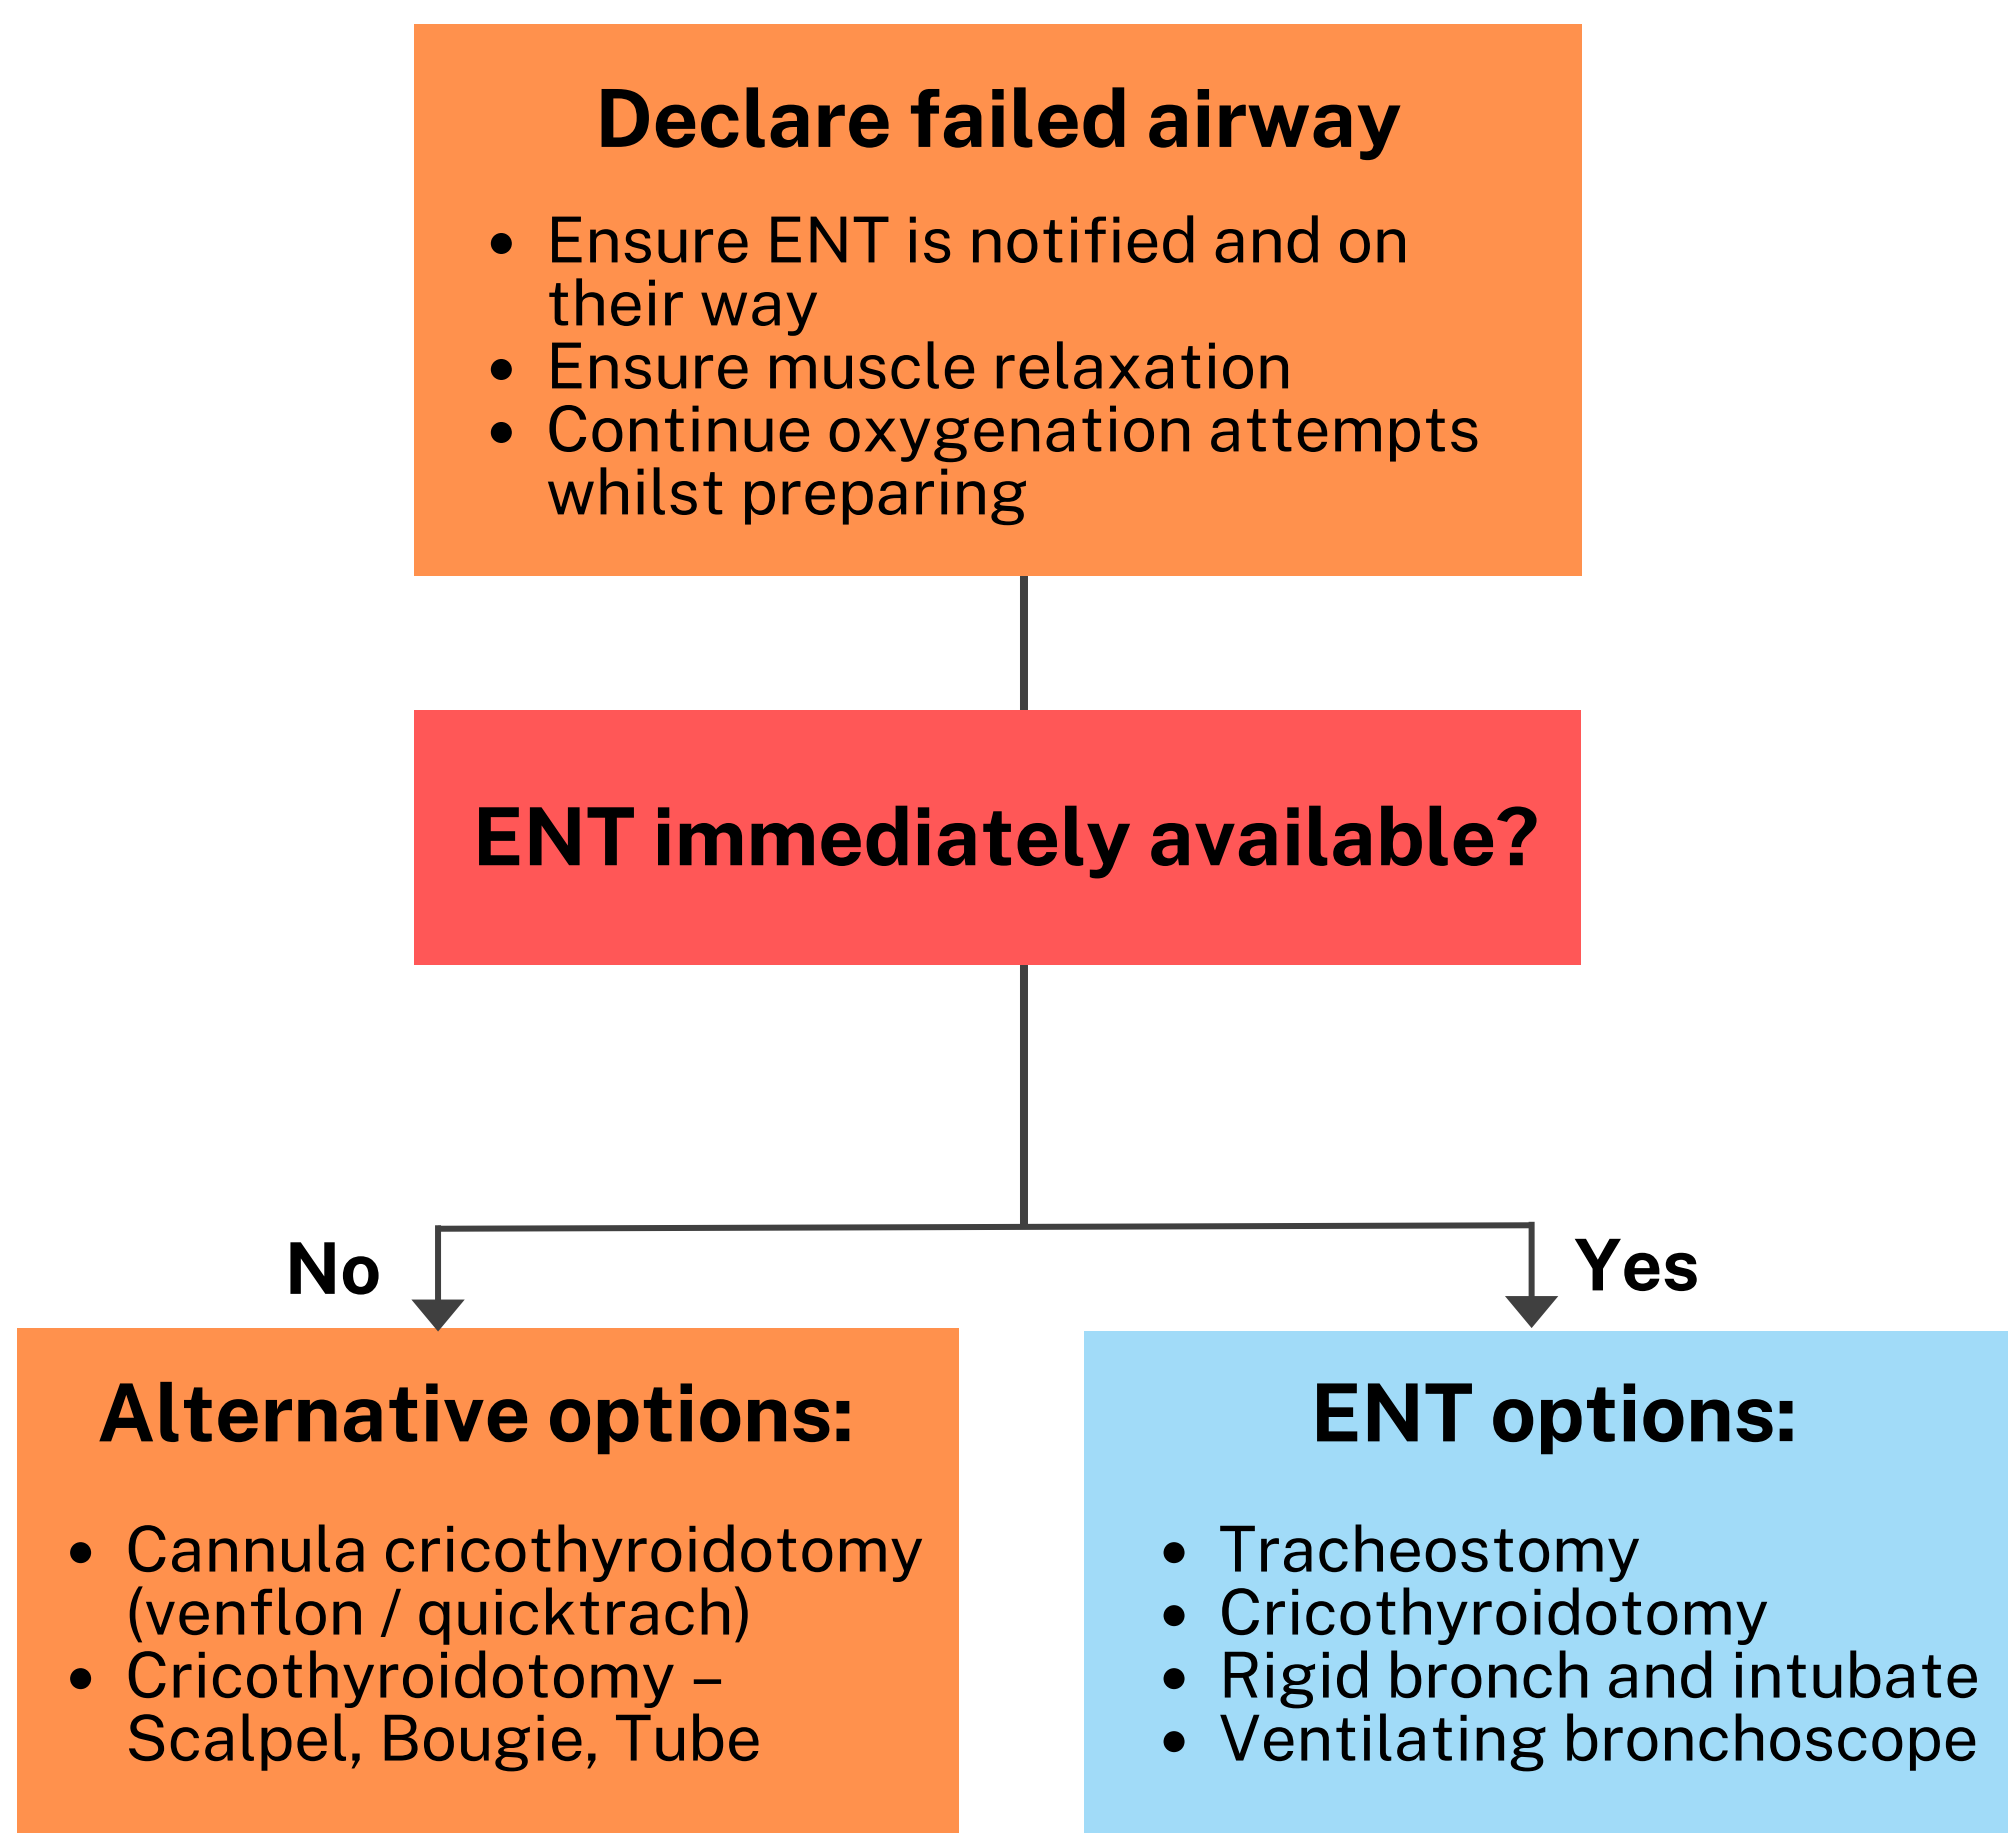 Declare failed airway
• Ensure ENT is notified and on
their way
• Ensure muscle relaxation
• Continue oxygenation attempts
whilst preparing
ENT immediately available?
No
Yes
Alternative options:
• Cannula cricothyroidotomy
(venflon / quicktrach)
• Cricothyroidotomy –
Scalpel, Bougie, Tube
ENT options:
• Tracheostomy
• Cricothyroidotomy
• Rigid bronch and intubate
• Ventilating bronchoscope